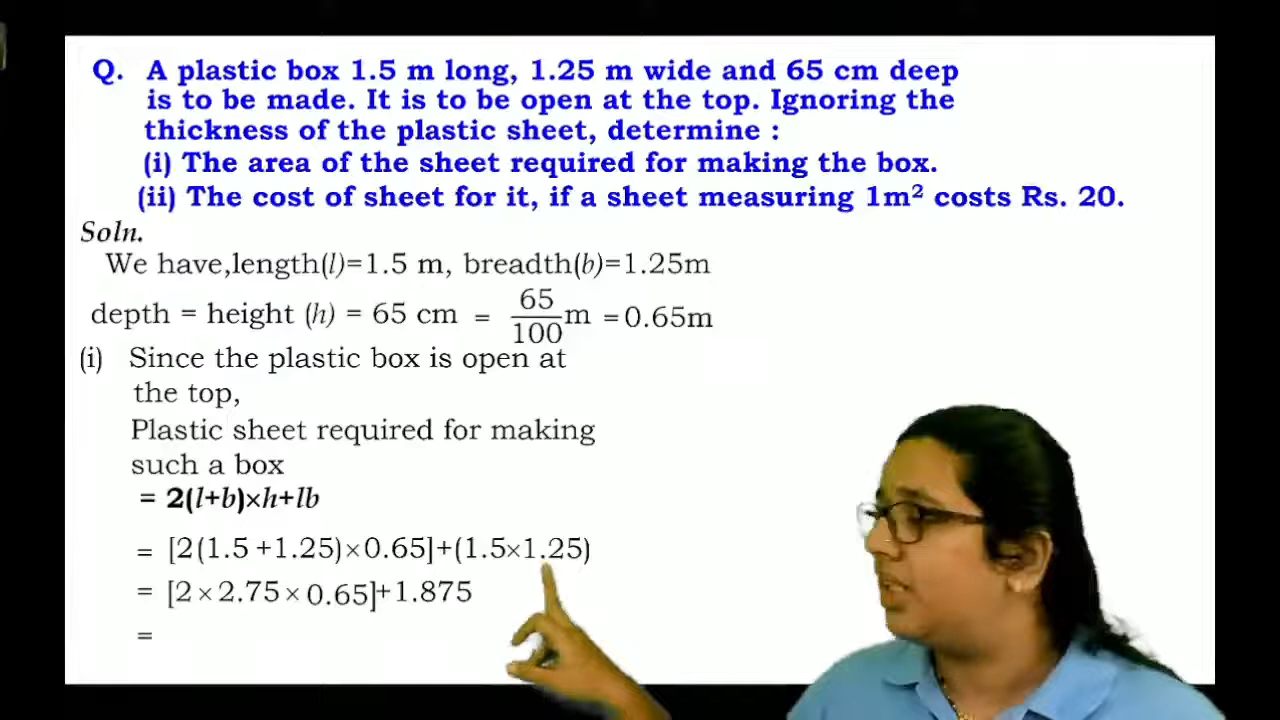 Q. A plastic box 1.5 m long, 1.25 m wide and 65 cm deep
is to be made. It is to be open at the top. Ignoring the
thickness of the plastic sheet, determine :
(i) The area of the sheet required for making the box.
(ii) The cost of sheet for it, if a sheet measuring 1m² costs Rs. 20.
Soln.
We have,length(l)=1.5 m, breadth(b)=1.25m
depth = height (h) = 65 cm = 65/100 m = 0.65m
(i) Since the plastic box is open at
the top,
Plastic sheet required for making
such a box
= 2(l+b)×h+lb
= [2(1.5+1.25)×0.65]+(1.5×1.25)
= [2×2.75×0.65]+1.875
=